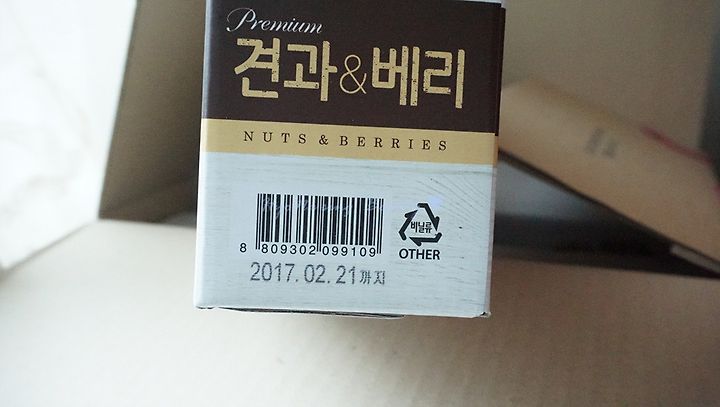 Premium
견과&베리
NUTS & BERRIES
비닐류
OTHER
8 809302 099109
2017.02.21까지